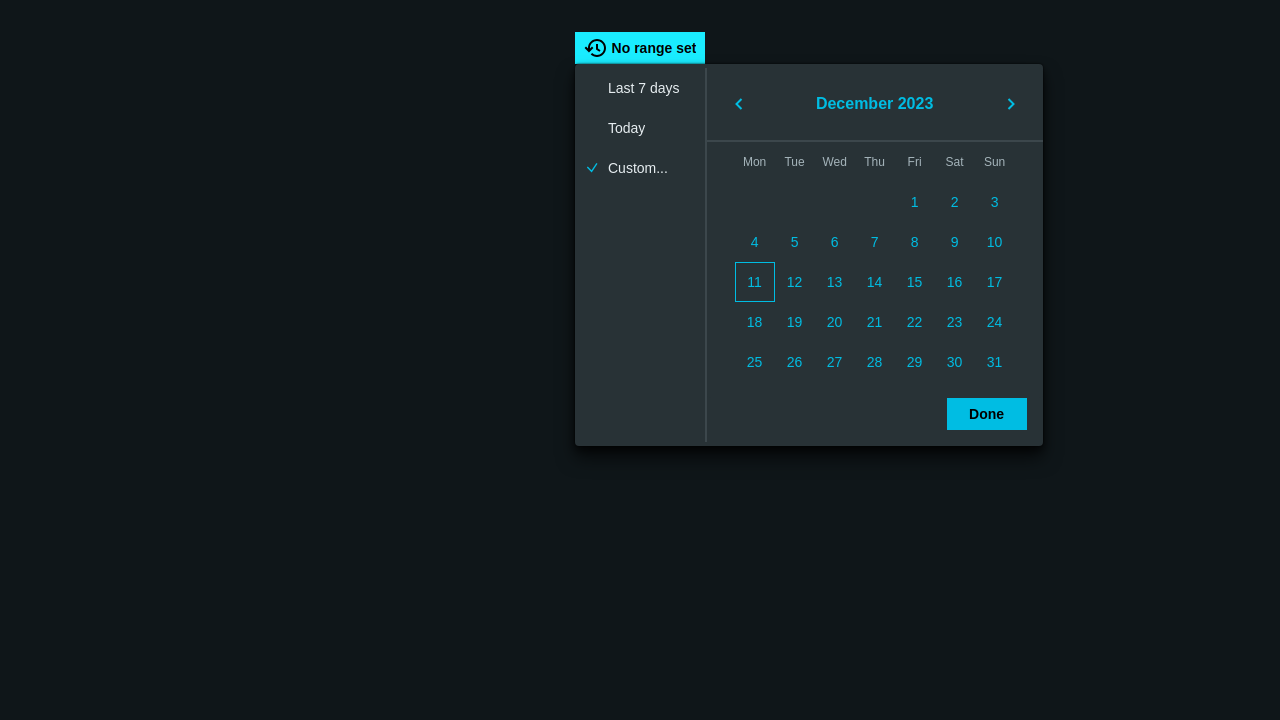 No range set
Last 7 days
Today
Custom...
December 2023
Mon Tue Wed Thu Fri Sat Sun
1 2 3
4 5 6 7 8 9 10
11 12 13 14 15 16 17
18 19 20 21 22 23 24
25 26 27 28 29 30 31
Done